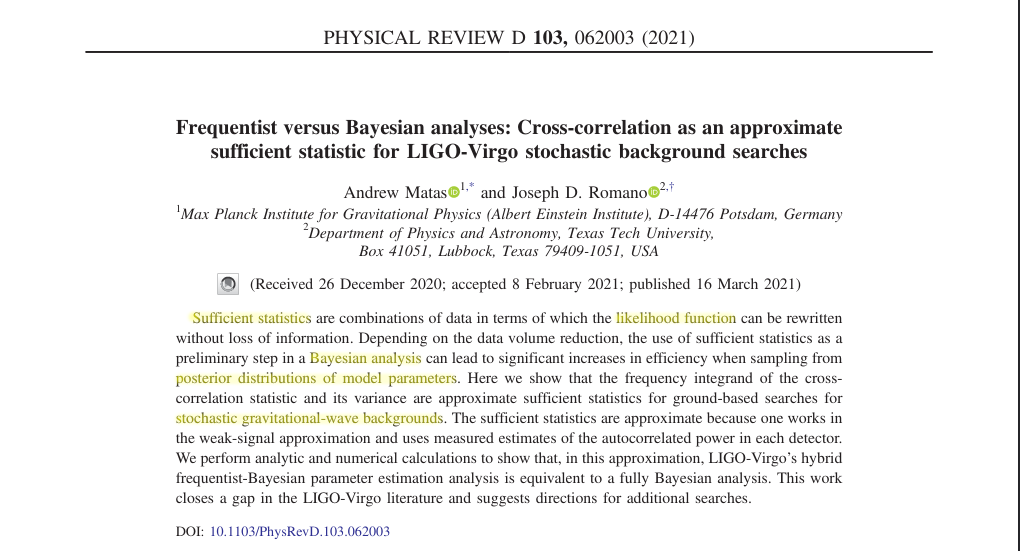 PHYSICAL REVIEW D 103, 062003 (2021)
Frequentist versus Bayesian analyses: Cross-correlation as an approximate
sufficient statistic for LIGO-Virgo stochastic background searches
Andrew Matas iD 1,* and Joseph D. Romano iD 2,†
1Max Planck Institute for Gravitational Physics (Albert Einstein Institute), D-14476 Potsdam, Germany
2Department of Physics and Astronomy, Texas Tech University,
Box 41051, Lubbock, Texas 79409-1051, USA
(Received 26 December 2020; accepted 8 February 2021; published 16 March 2021)
Sufficient statistics are combinations of data in terms of which the likelihood function can be rewritten
without loss of information. Depending on the data volume reduction, the use of sufficient statistics as a
preliminary step in a Bayesian analysis can lead to significant increases in efficiency when sampling from
posterior distributions of model parameters. Here we show that the frequency integrand of the cross-
correlation statistic and its variance are approximate sufficient statistics for ground-based searches for
stochastic gravitational-wave backgrounds. The sufficient statistics are approximate because one works in
the weak-signal approximation and uses measured estimates of the autocorrelated power in each detector.
We perform analytic and numerical calculations to show that, in this approximation, LIGO-Virgo's hybrid
frequentist-Bayesian parameter estimation analysis is equivalent to a fully Bayesian analysis. This work
closes a gap in the LIGO-Virgo literature and suggests directions for additional searches.
DOI: 10.1103/PhysRevD.103.062003